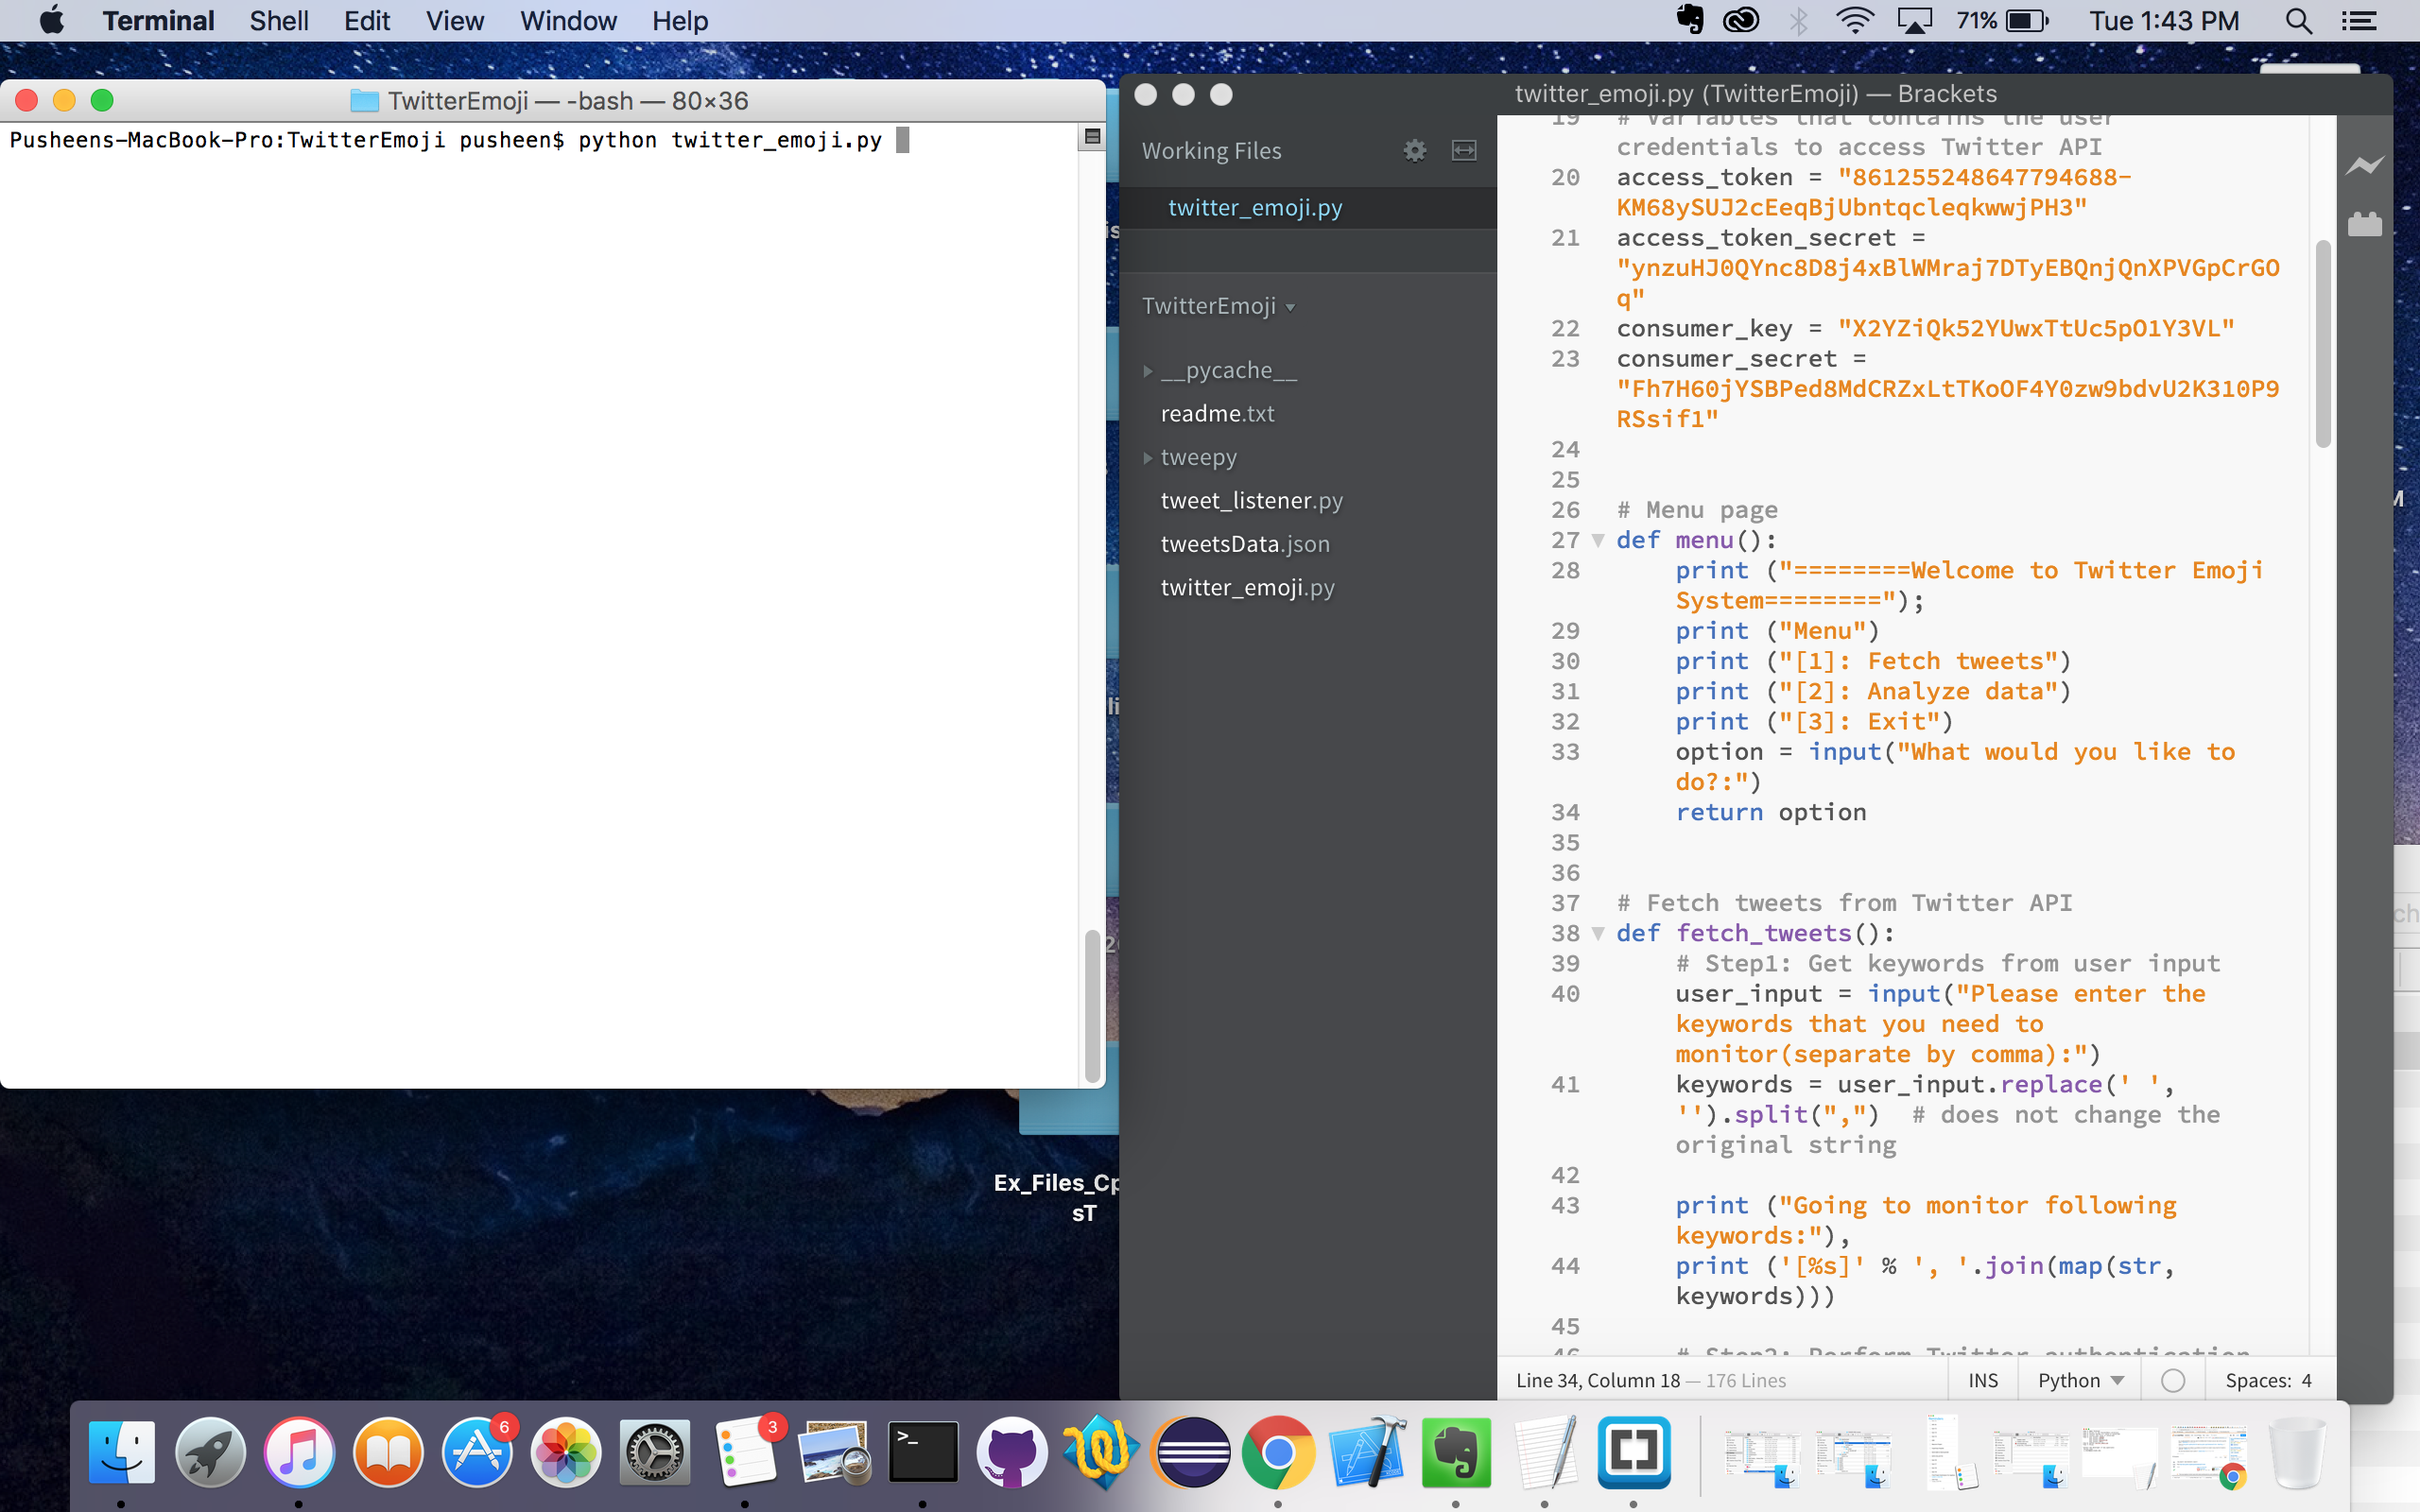 Terminal Shell Edit View Window Help 71% Tue 1:43 PM
TwitterEmoji — -bash — 80×36
Pusheens-MacBook-Pro:TwitterEmoji pusheen$ python twitter_emoji.py
Ex_Files_Cp
sT
twitter_emoji.py (TwitterEmoji) — Brackets
Working Files
twitter_emoji.py
TwitterEmoji
__pycache__
readme.txt
tweepy
tweet_listener.py
tweetsData.json
twitter_emoji.py
19 # Variables that contains the user
credentials to access Twitter API
20 access_token = "861255248647794688-
KM68ySUJ2cEeqBjUbntqcleqkwwjPH3"
21 access_token_secret =
"ynzuHJ0QYnc8D8j4xBlWMraj7DTyEBQnjQnXPVGpCrGO
q"
22 consumer_key = "X2YZiQk52YUwxTtUc5pO1Y3VL"
23 consumer_secret =
"Fh7H60jYSBPed8MdCRZxLtTKoOF4Y0zw9bdvU2K310P9
RSsif1"
24
25
26 # Menu page
27 def menu():
28 print ("========Welcome to Twitter Emoji
System========");
29 print ("Menu")
30 print ("[1]: Fetch tweets")
31 print ("[2]: Analyze data")
32 print ("[3]: Exit")
33 option = input("What would you like to
do?:")
34 return option
35
36
37 # Fetch tweets from Twitter API
38 def fetch_tweets():
39 # Step1: Get keywords from user input
40 user_input = input("Please enter the
keywords that you need to
monitor(separate by comma):")
41 keywords = user_input.replace(' ',
'').split(",")  # does not change the
original string
42
43 print ("Going to monitor following
keywords:"),
44 print ('[%s]' % ', '.join(map(str,
keywords)))
45
46 # Step2: Perform Twitter authentication
Line 34, Column 18 — 176 Lines INS Python Spaces: 4
6
3